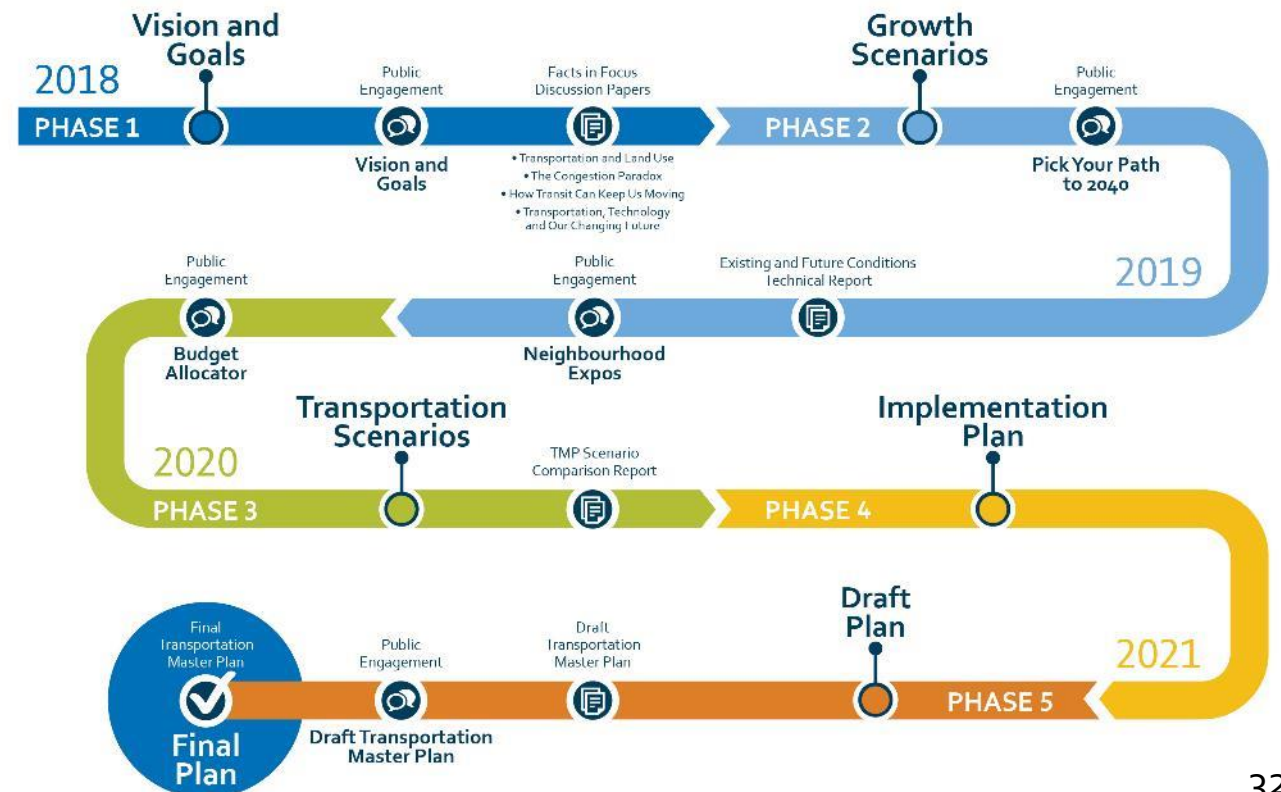 2018
PHASE 1
Vision and
Goals
Public
Engagement
Vision and
Goals
Facts in Focus
Discussion Papers
• Transportation and Land Use
• The Congestion Paradox
• How Transit Can Keep Us Moving
• Transportation, Technology
and Our Changing Future
PHASE 2
Growth
Scenarios
Public
Engagement
Pick Your Path
to 2040
2019
Existing and Future Conditions
Technical Report
Public
Engagement
Neighbourhood
Expos
Public
Engagement
Budget
Allocator
2020
PHASE 3
Transportation
Scenarios
TMP Scenario
Comparison Report
PHASE 4
Implementation
Plan
2021
PHASE 5
Draft
Plan
Draft
Transportation
Master Plan
Public
Engagement
Draft Transportation
Master Plan
Final
Transportation
Master Plan
Final
Plan
32